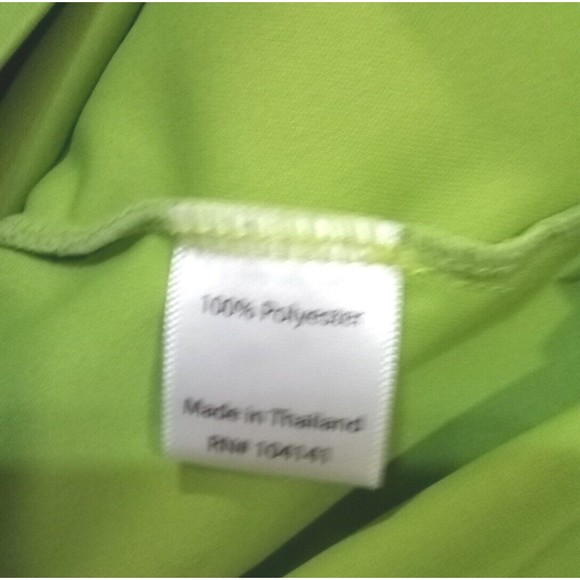 100% Polyester
Made in Thailand
RN# 104141